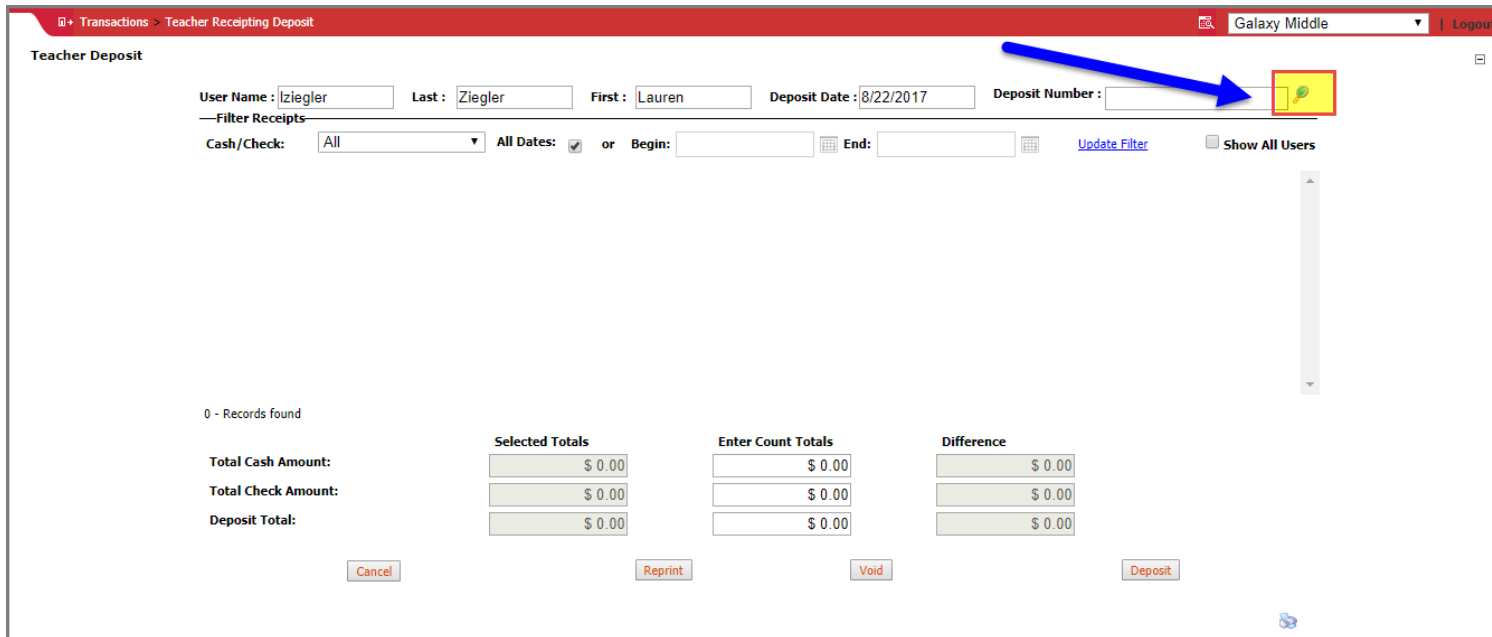 Transactions > Teacher Receipting Deposit Galaxy Middle | Logout
Teacher Deposit
User Name : lziegler Last : Ziegler First : Lauren Deposit Date : 8/22/2017 Deposit Number :
Filter Receipts
Cash/Check: All All Dates: or Begin: End: Update Filter Show All Users
0 - Records found
Selected Totals Enter Count Totals Difference
Total Cash Amount: $ 0.00 $ 0.00 $ 0.00
Total Check Amount: $ 0.00 $ 0.00 $ 0.00
Deposit Total: $ 0.00 $ 0.00 $ 0.00
Cancel Reprint Void Deposit